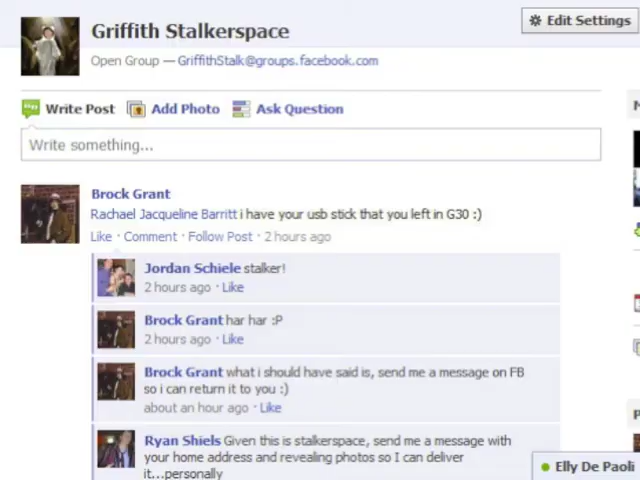 Griffith Stalkerspace
Edit Settings
Open Group — GriffithStalk@groups.facebook.com
Write Post Add Photo Ask Question
Write something...
Brock Grant
Rachael Jacqueline Barritt i have your usb stick that you left in G30 :)
Like · Comment · Follow Post · 2 hours ago
Jordan Schiele stalker!
2 hours ago · Like
Brock Grant har har :P
2 hours ago · Like
Brock Grant what i should have said is, send me a message on FB
so i can return it to you :)
about an hour ago · Like
Ryan Shiels Given this is stalkerspace, send me a message with
your home address and revealing photos so I can deliver
it...personally
Elly De Paoli